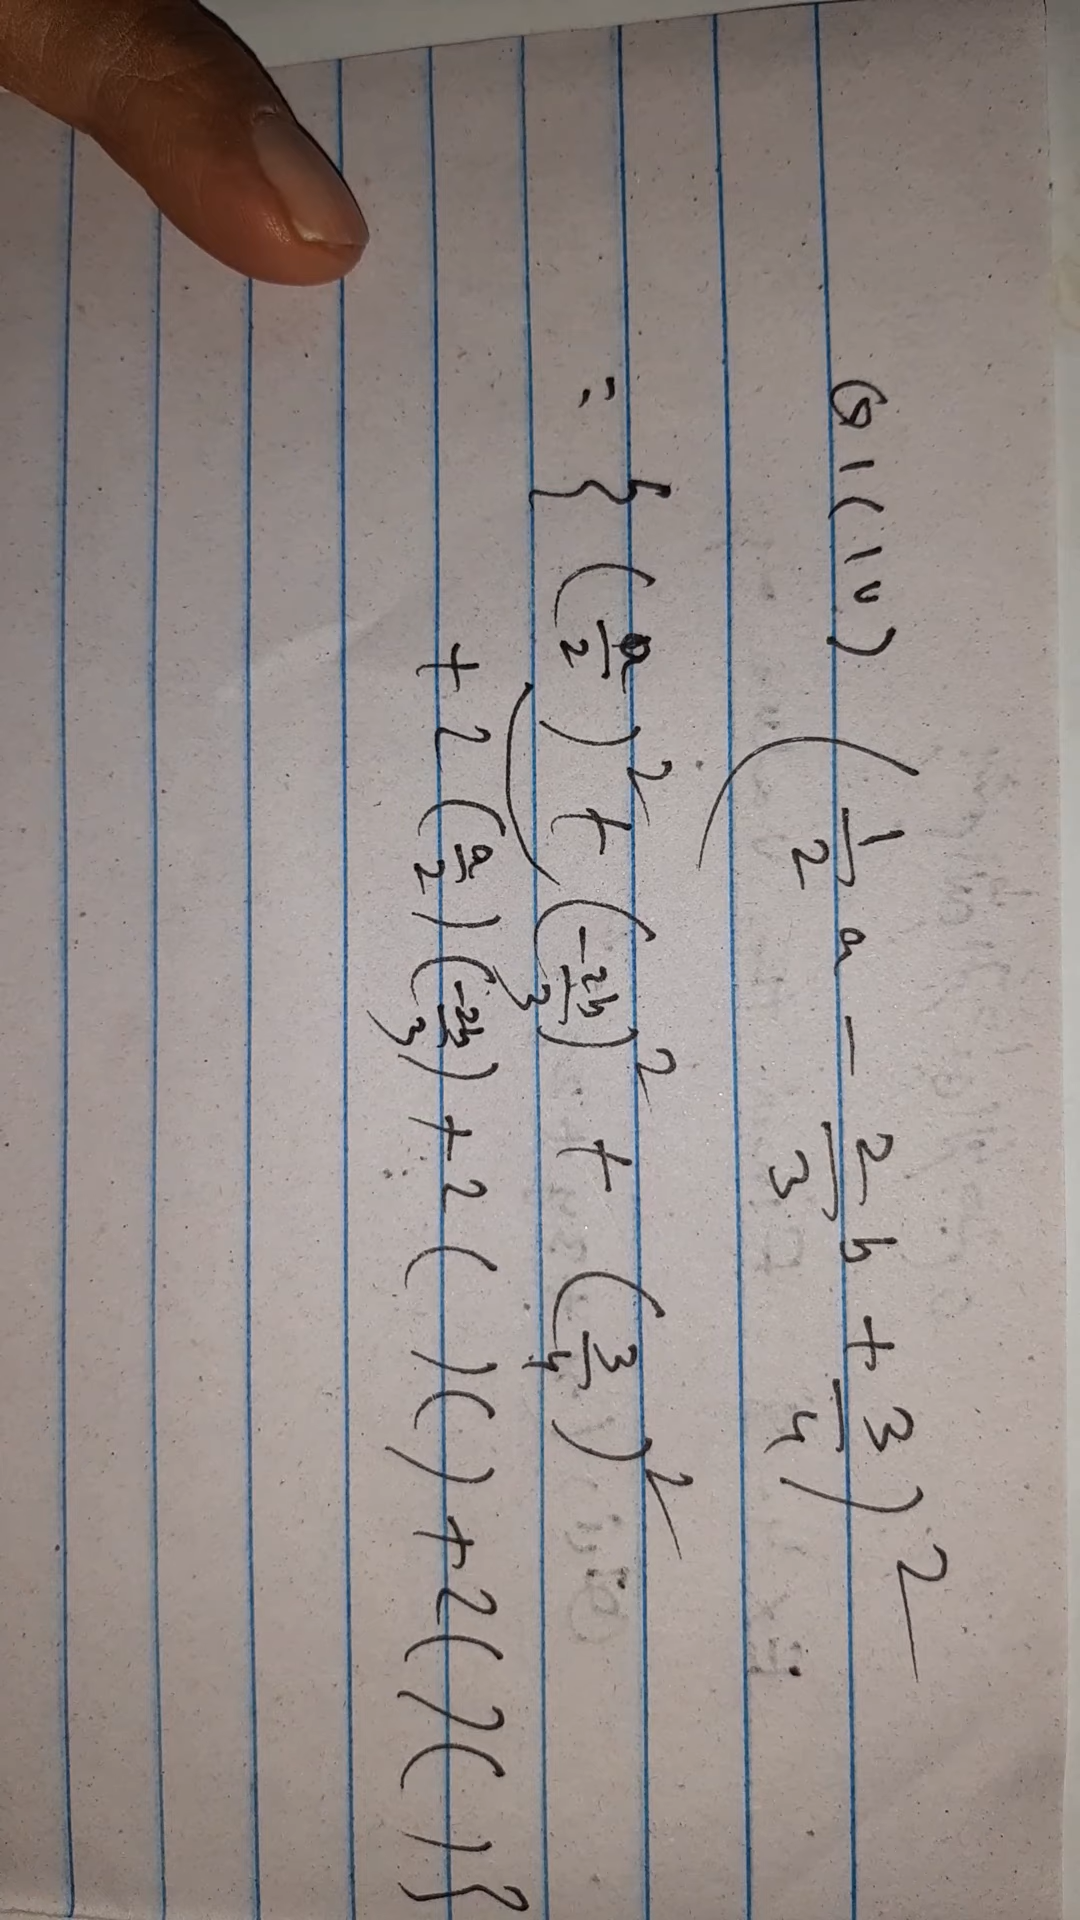 Q1(iv) (1/2 a - 2/3 b + 3/4)²
= { (a/2)² + (-2b/3)² + (3/4)²
+ 2(a/2)(-2b/3) + 2( )( ) + 2( )( ) }